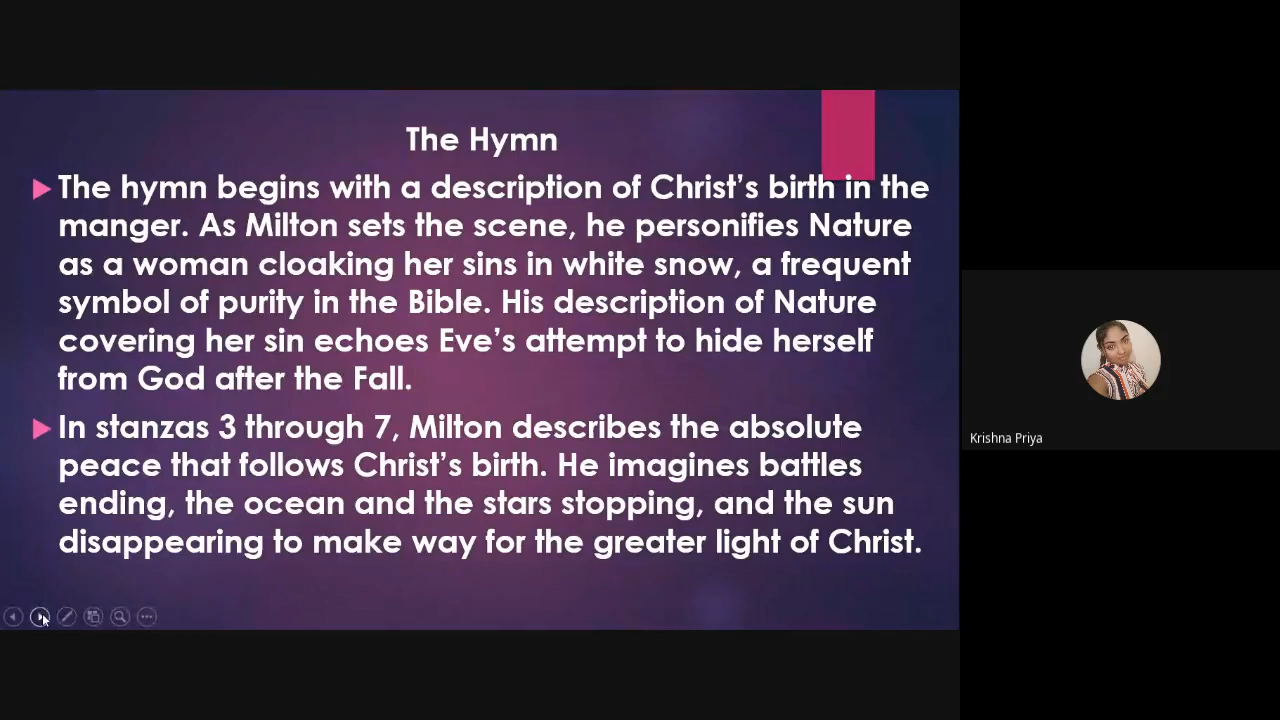 The Hymn
The hymn begins with a description of Christ's birth in the
manger. As Milton sets the scene, he personifies Nature
as a woman cloaking her sins in white snow, a frequent
symbol of purity in the Bible. His description of Nature
covering her sin echoes Eve's attempt to hide herself
from God after the Fall.
In stanzas 3 through 7, Milton describes the absolute
peace that follows Christ's birth. He imagines battles
ending, the ocean and the stars stopping, and the sun
disappearing to make way for the greater light of Christ.
Krishna Priya